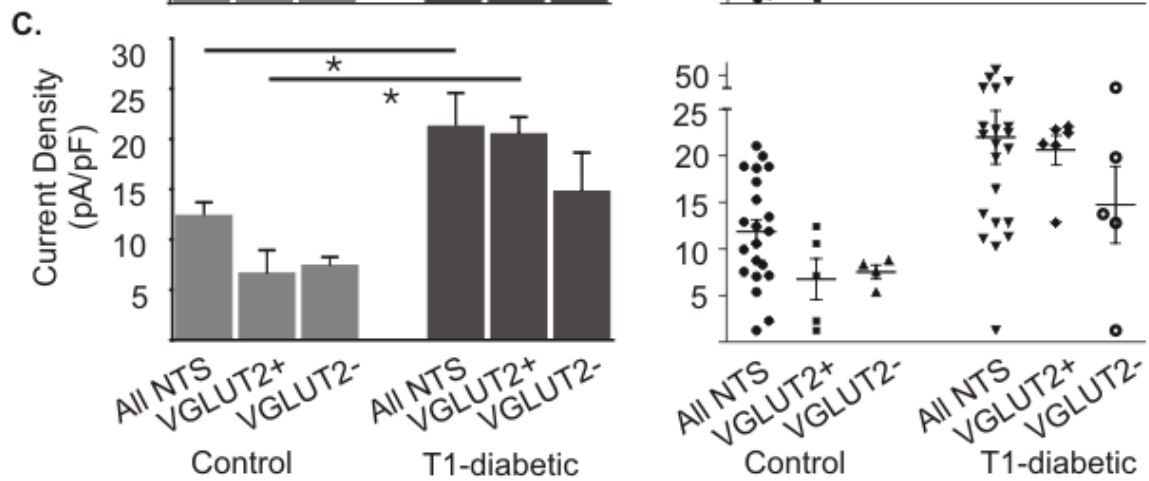 C.
Current Density
(pA/pF)
30
25
20
15
10
5
*
*
All NTS
VGLUT2+
VGLUT2-
All NTS
VGLUT2+
VGLUT2-
Control
T1-diabetic
50
25
20
15
10
5
All NTS
VGLUT2+
VGLUT2-
All NTS
VGLUT2+
VGLUT2-
Control
T1-diabetic